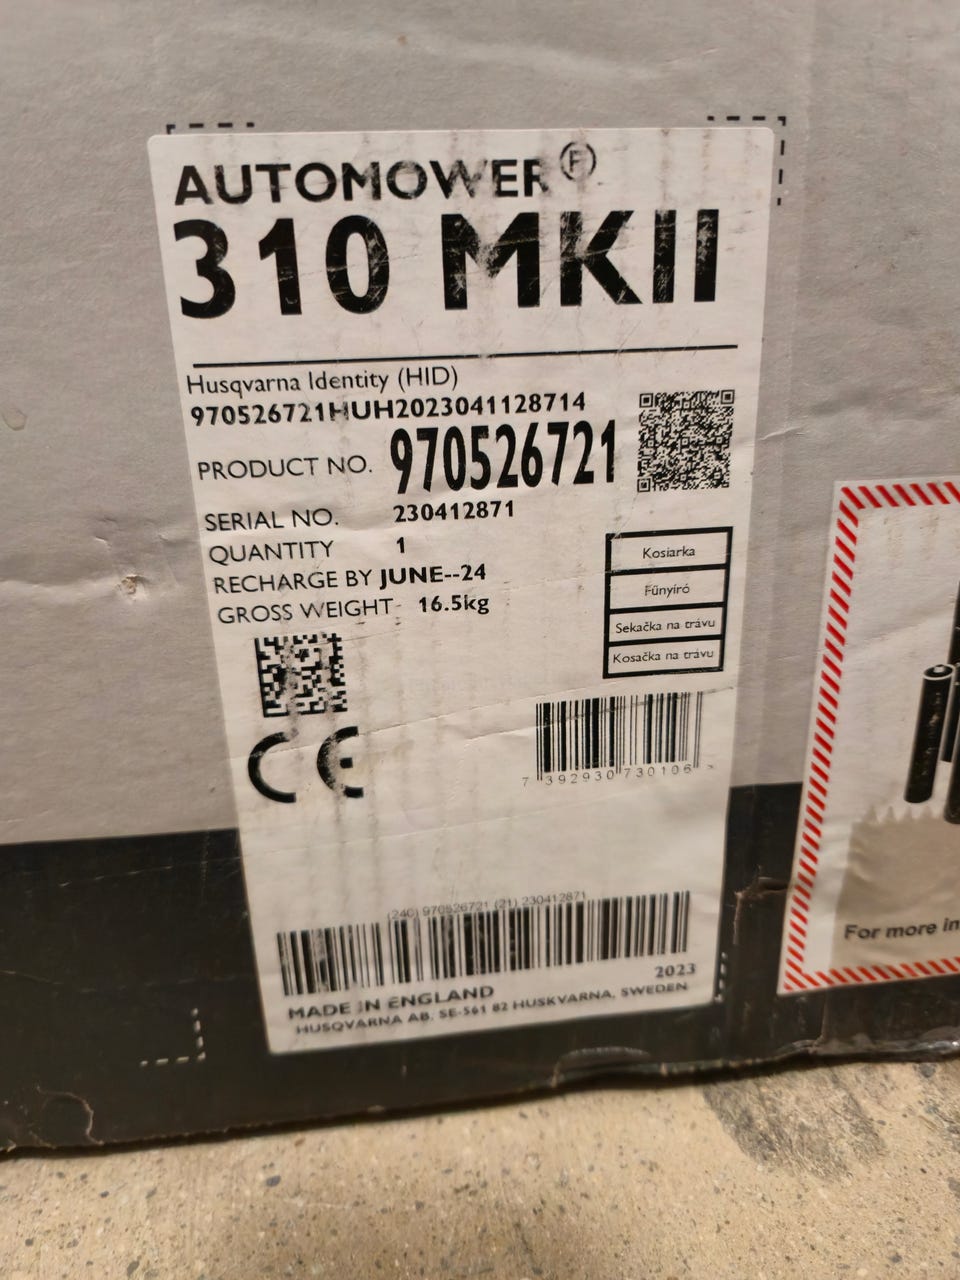 AUTOMOWER®
310 MKII
Husqvarna Identity (HID)
970526721HUH2023041128714
PRODUCT NO. 970526721
SERIAL NO. 230412871
QUANTITY 1
RECHARGE BY JUNE--24
GROSS WEIGHT 16.5kg
Kosiarka
Fűnyíró
Sekačka na trávu
Kosačka na trávu
CE
7 392930 730106 >
(240) 970526721 (21) 230412871
2023
MADE IN ENGLAND
HUSQVARNA AB, SE-561 82 HUSKVARNA, SWEDEN
For more in